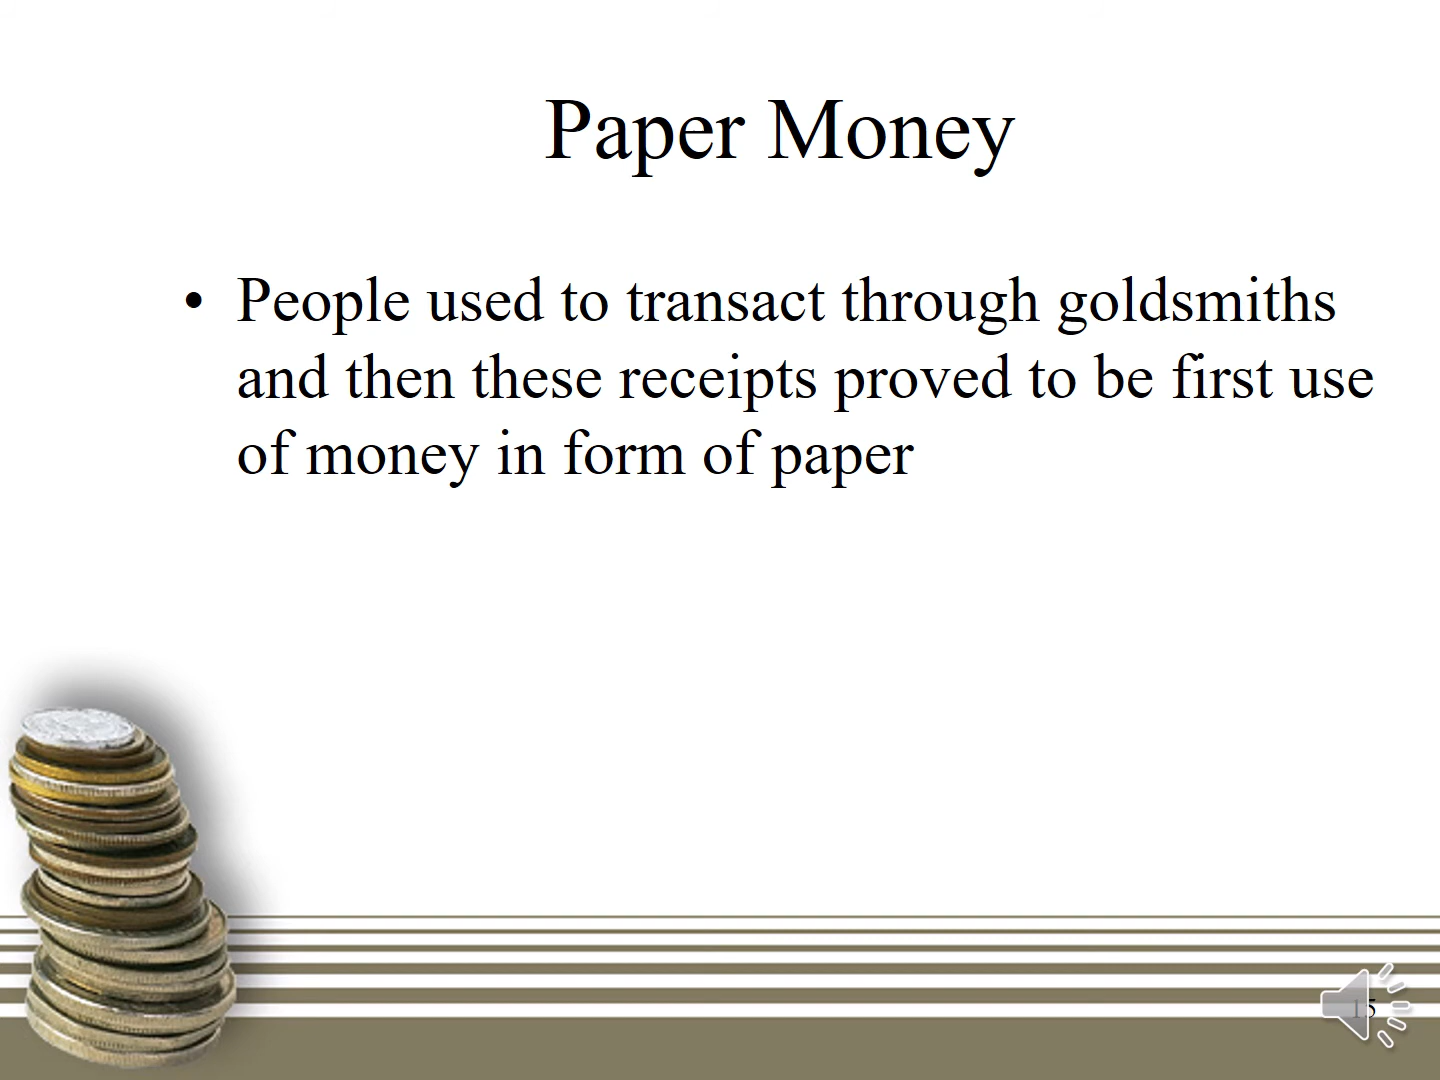 Paper Money
• People used to transact through goldsmiths
and then these receipts proved to be first use
of money in form of paper
15